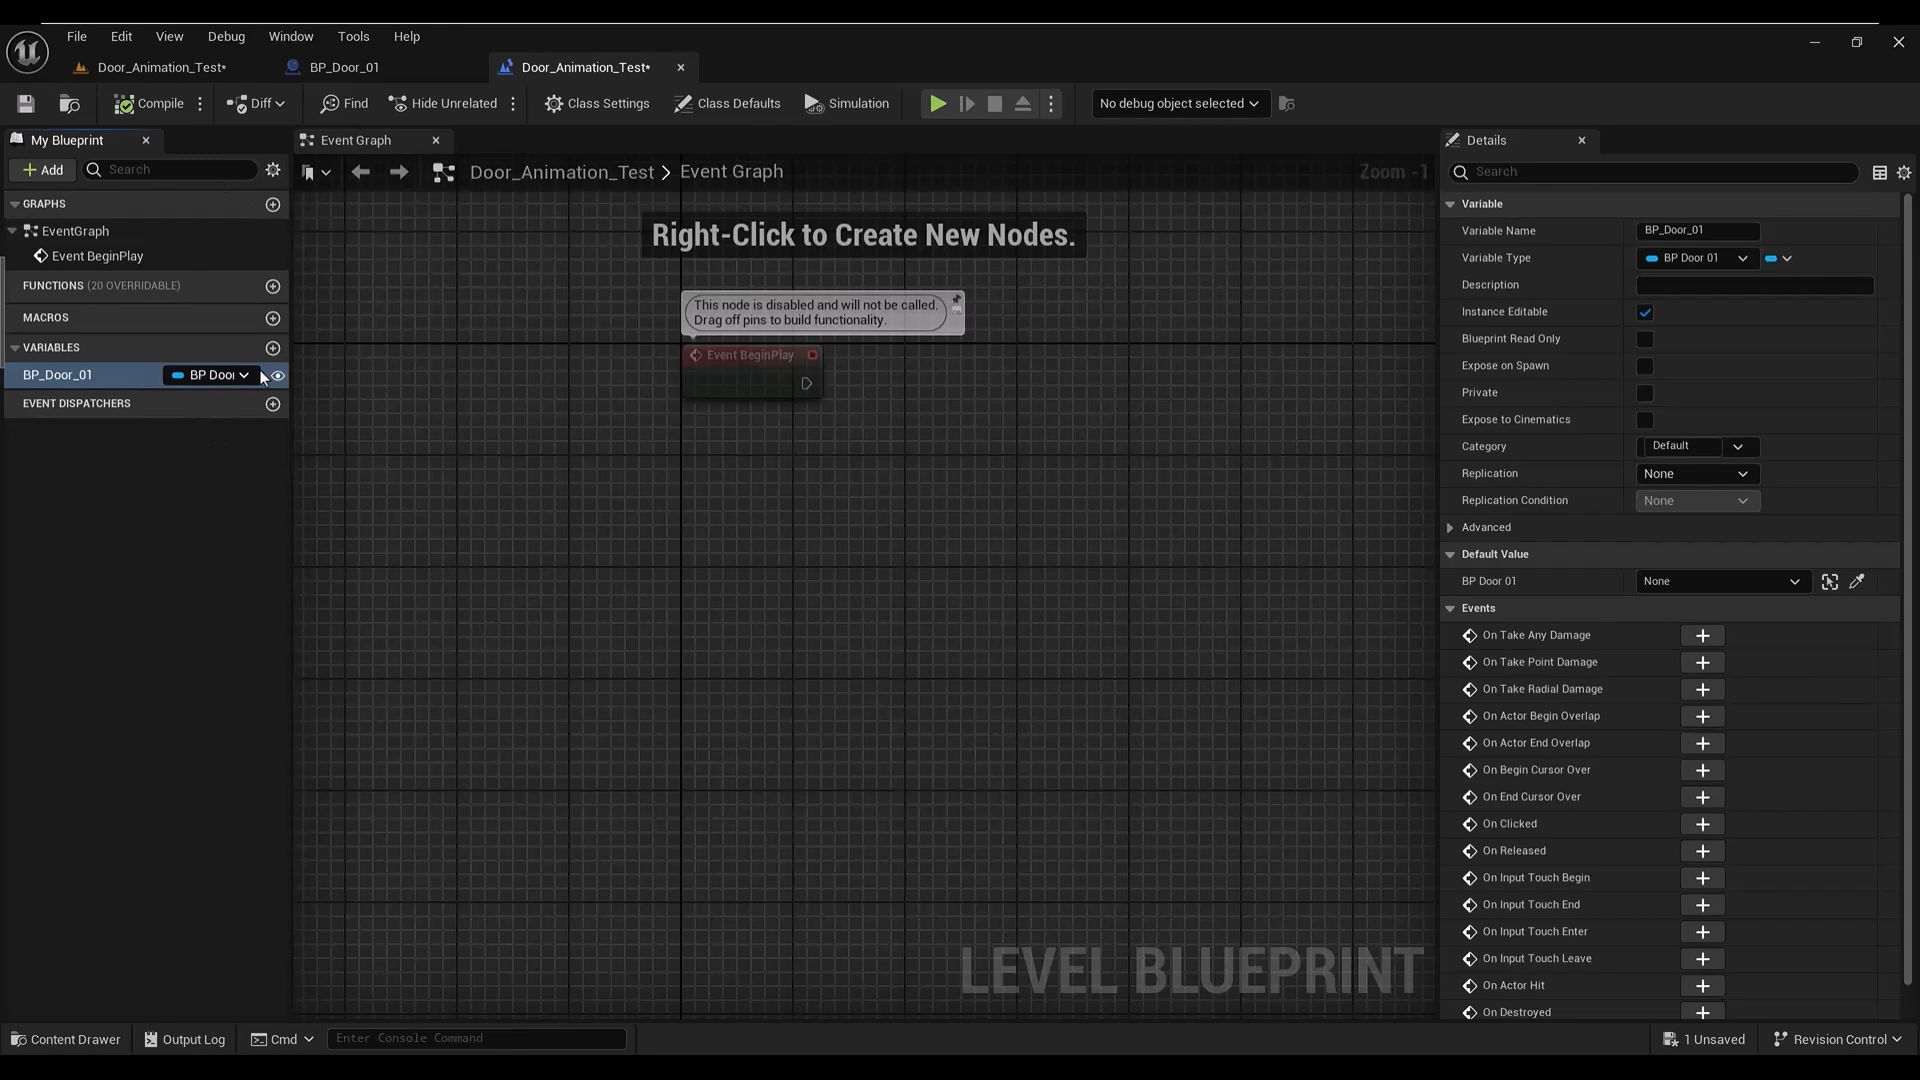 File Edit View Debug Window Tools Help
Door_Animation_Test* BP_Door_01 Door_Animation_Test*
Compile Diff Find Hide Unrelated Class Settings Class Defaults Simulation No debug object selected
My Blueprint Event Graph Details
Add Search
Door_Animation_Test Event Graph Zoom -1
Search
GRAPHS
EventGraph
Event BeginPlay
FUNCTIONS (20 OVERRIDABLE)
MACROS
VARIABLES
BP_Door_01 BP Door
EVENT DISPATCHERS
Right-Click to Create New Nodes.
This node is disabled and will not be called.
Drag off pins to build functionality.
Event BeginPlay
LEVEL BLUEPRINT
Variable
Variable Name BP_Door_01
Variable Type BP Door 01
Description
Instance Editable
Blueprint Read Only
Expose on Spawn
Private
Expose to Cinematics
Category Default
Replication None
Replication Condition None
Advanced
Default Value
BP Door 01 None
Events
On Take Any Damage
On Take Point Damage
On Take Radial Damage
On Actor Begin Overlap
On Actor End Overlap
On Begin Cursor Over
On End Cursor Over
On Clicked
On Released
On Input Touch Begin
On Input Touch End
On Input Touch Enter
On Input Touch Leave
On Actor Hit
On Destroyed
Content Drawer Output Log Cmd Enter Console Command 1 Unsaved Revision Control